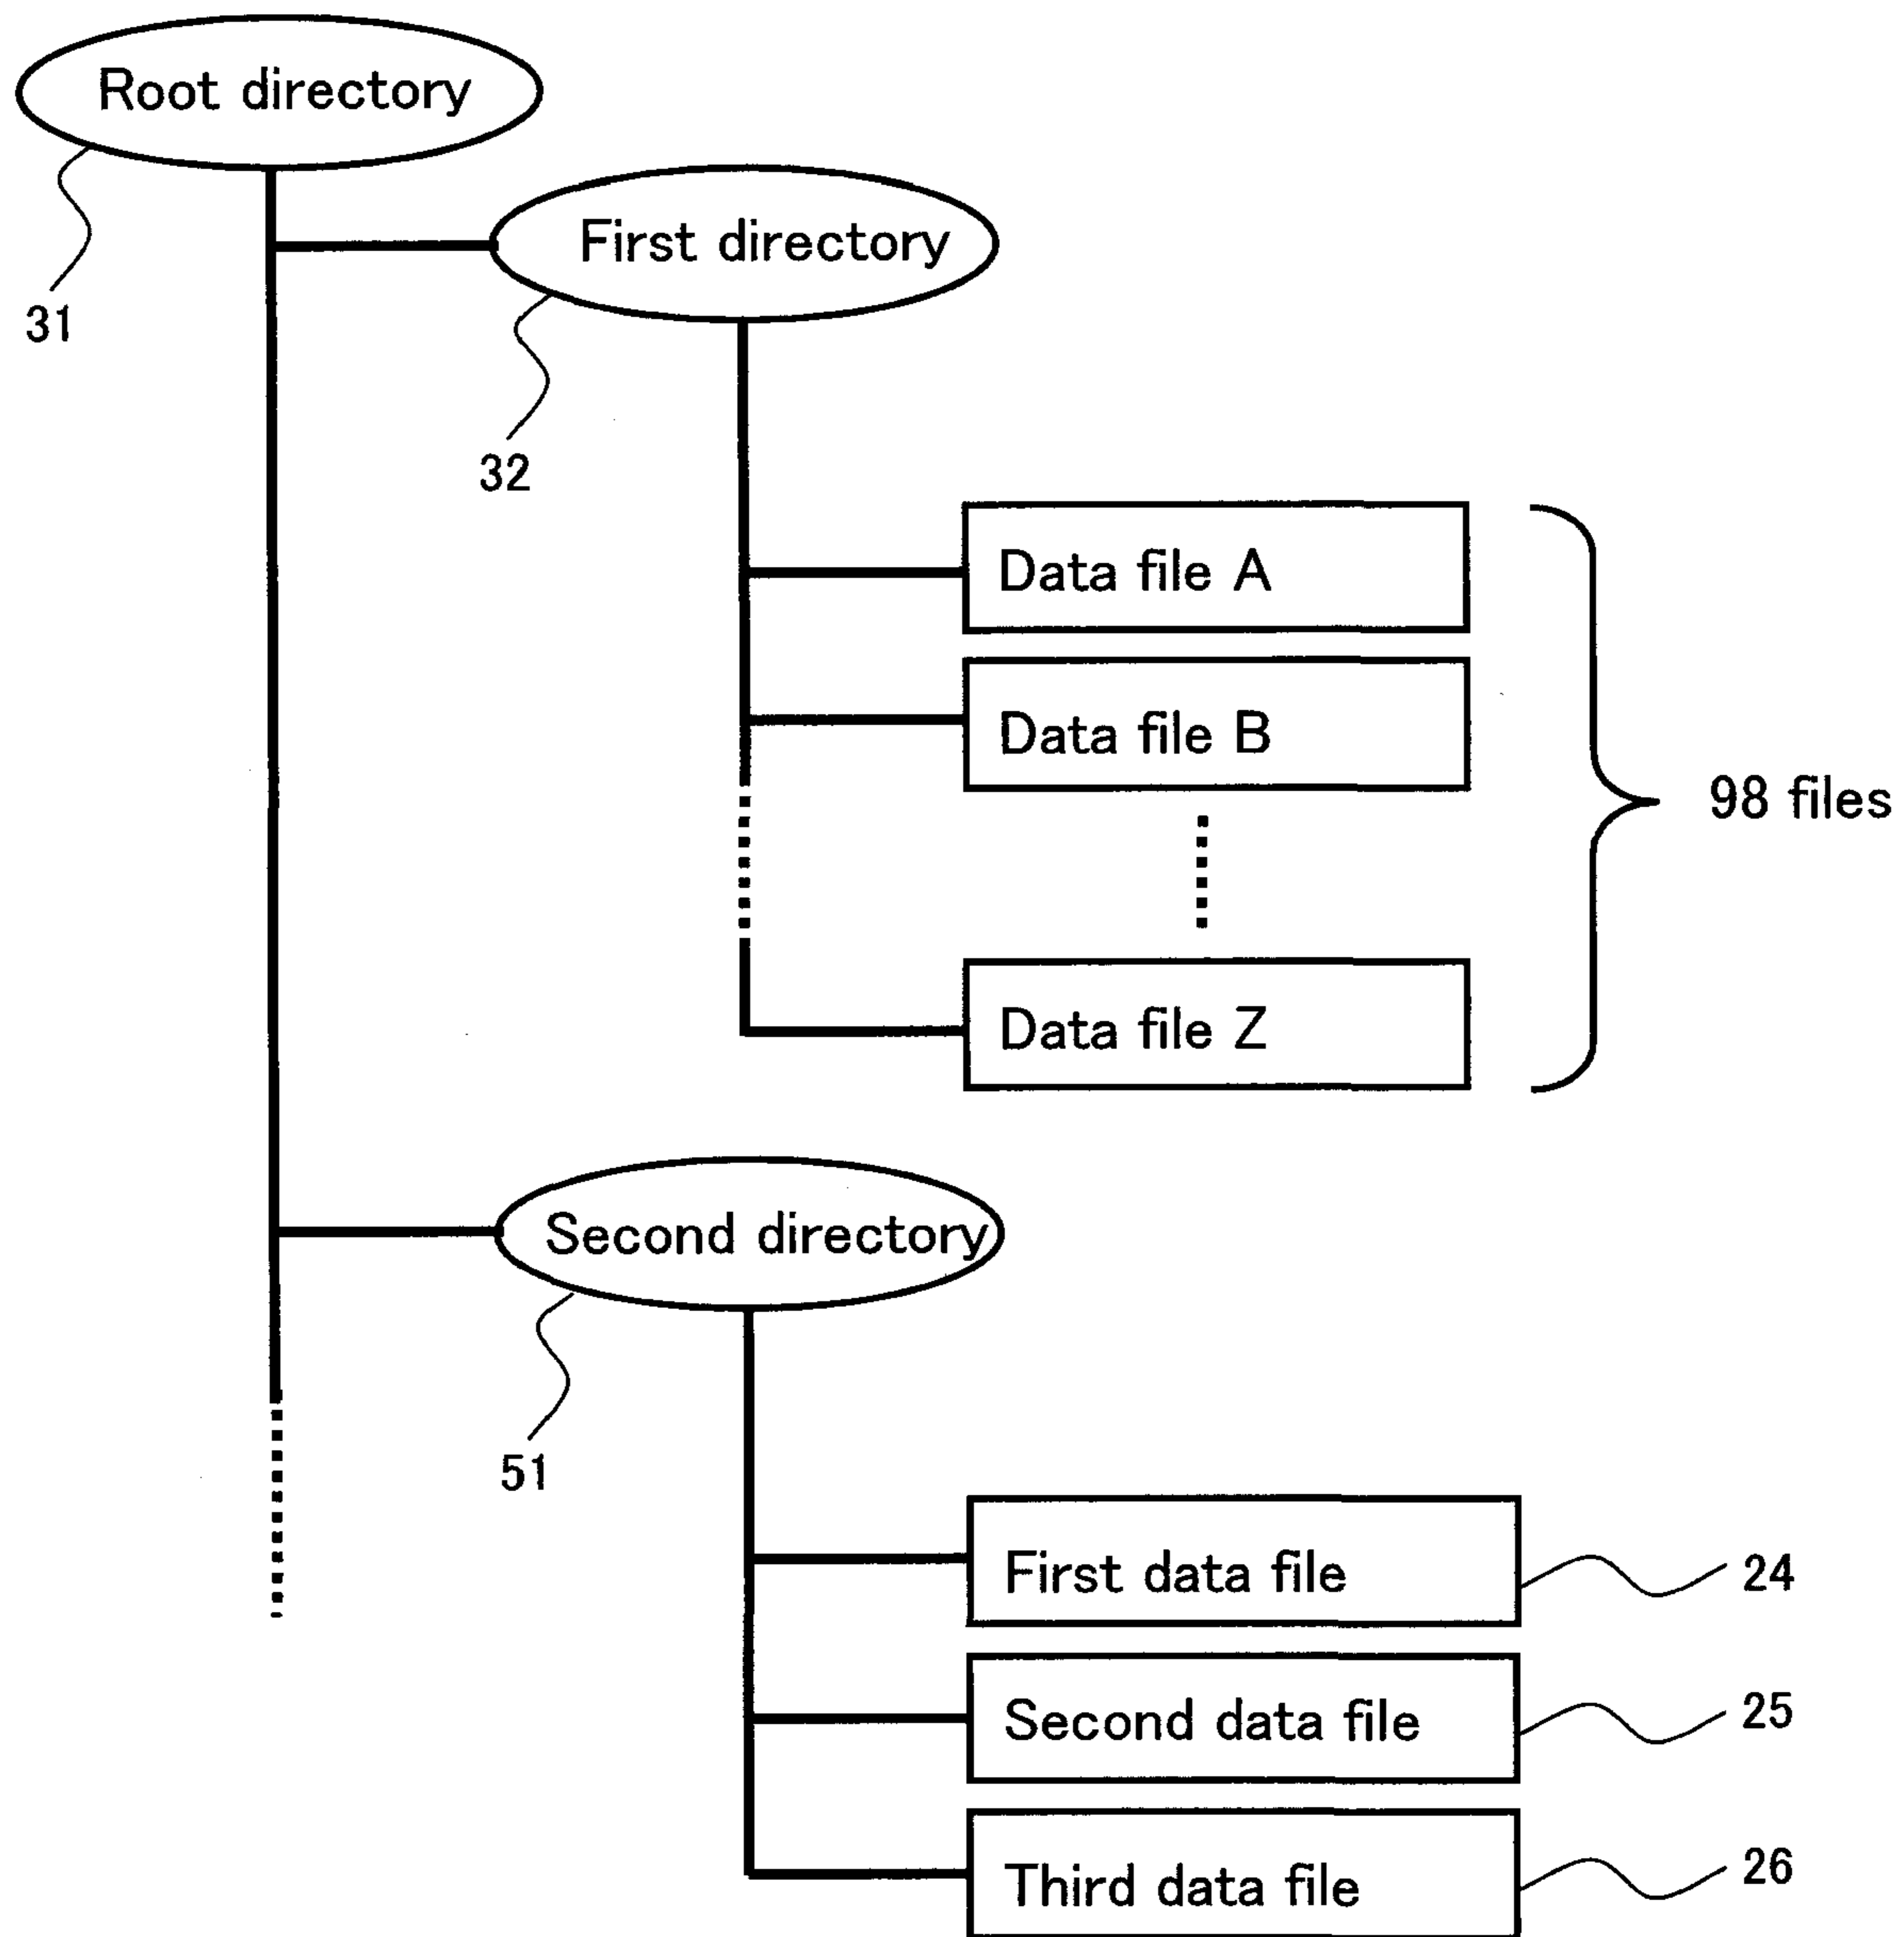 Root directory
31
First directory
32
Data file A
Data file B
98 files
Data file Z
Second directory
51
First data file
24
Second data file
25
Third data file
26